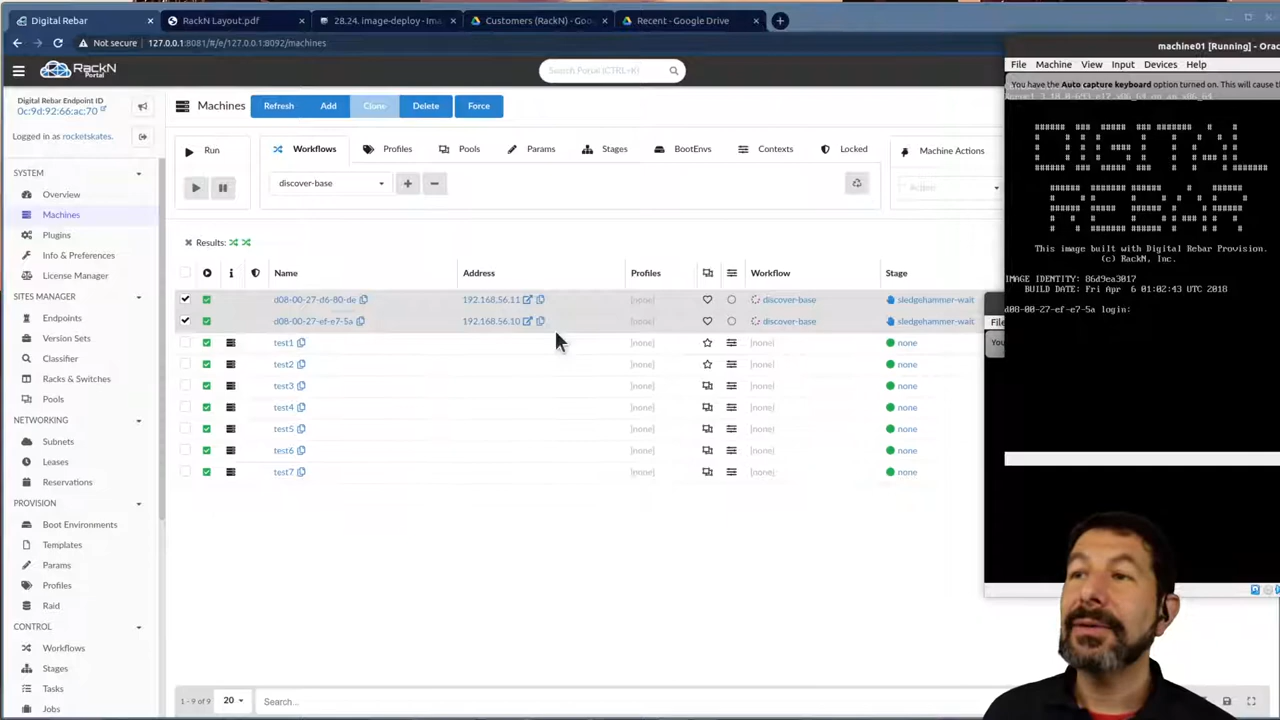 Digital Rebar
RackN Layout.pdf
28.24. image-deploy - Ima
Customers (RackN) - Goo
Recent - Google Drive
Not secure
127.0.0.1:8081/#/e/127.0.0.1:8092/machines
machine01 [Running] - Orac
RackN
Portal
Search Portal (CTRL+K)
File Machine View Input Devices Help
You have the Auto capture keyboard option turned on. This will cause th
Digital Rebar Endpoint ID
0c:9d:92:66:ac:70
Logged in as rocketskates.
Machines
Refresh
Add
Clone
Delete
Force
Run
Workflows
Profiles
Pools
Params
Stages
BootEnvs
Contexts
Locked
Machine Actions
discover-base
Action
DIGITAL
REBAR
This image built with Digital Rebar Provision.
(c) RackN, Inc.
IMAGE IDENTITY: 86d9ea3017
BUILD DATE: Fri Apr 6 01:02:43 UTC 2018
d08-00-27-ef-e7-5a login:
File
You
SYSTEM
Overview
Machines
Plugins
Info & Preferences
License Manager
SITES MANAGER
Endpoints
Version Sets
Classifier
Racks & Switches
Pools
NETWORKING
Subnets
Leases
Reservations
PROVISION
Boot Environments
Templates
Params
Profiles
Raid
CONTROL
Workflows
Stages
Tasks
Jobs
Results:
Name Address Profiles Workflow Stage
d08-00-27-d6-80-de 192.168.56.11 [none] discover-base sledgehammer-wait
d08-00-27-ef-e7-5a 192.168.56.10 [none] discover-base sledgehammer-wait
test1 [none] [none] none
test2 [none] [none] none
test3 [none] [none] none
test4 [none] [none] none
test5 [none] [none] none
test6 [none] [none] none
test7 [none] [none] none
1 - 9 of 9
20
Search...